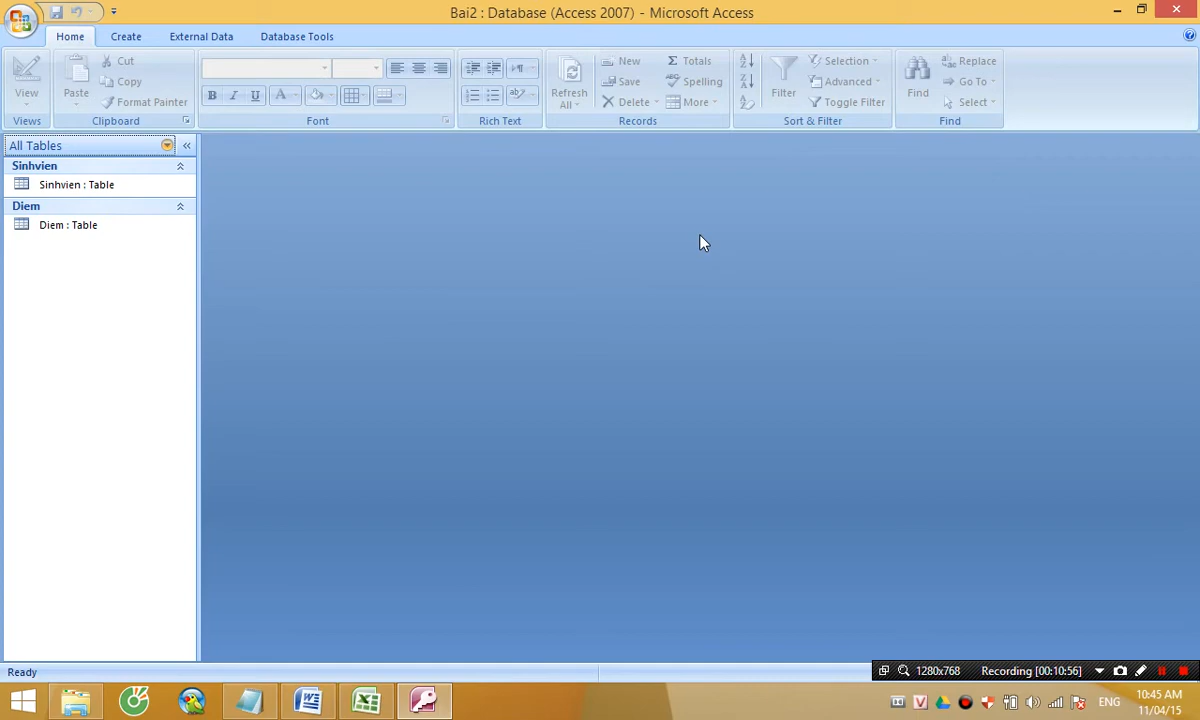 Bai2 : Database (Access 2007) - Microsoft Access
Home Create External Data Database Tools
View
Views
Paste
Cut
Copy
Format Painter
Clipboard
B I U A
Font
Rich Text
Refresh All
New
Save
Delete
Totals
Spelling
More
Records
Filter
Selection
Advanced
Toggle Filter
Sort & Filter
Find
Replace
Go To
Select
Find
All Tables
Sinhvien
Sinhvien : Table
Diem
Diem : Table
Ready
1280x768 Recording [00:10:56]
ENG
10:45 AM
11/04/15